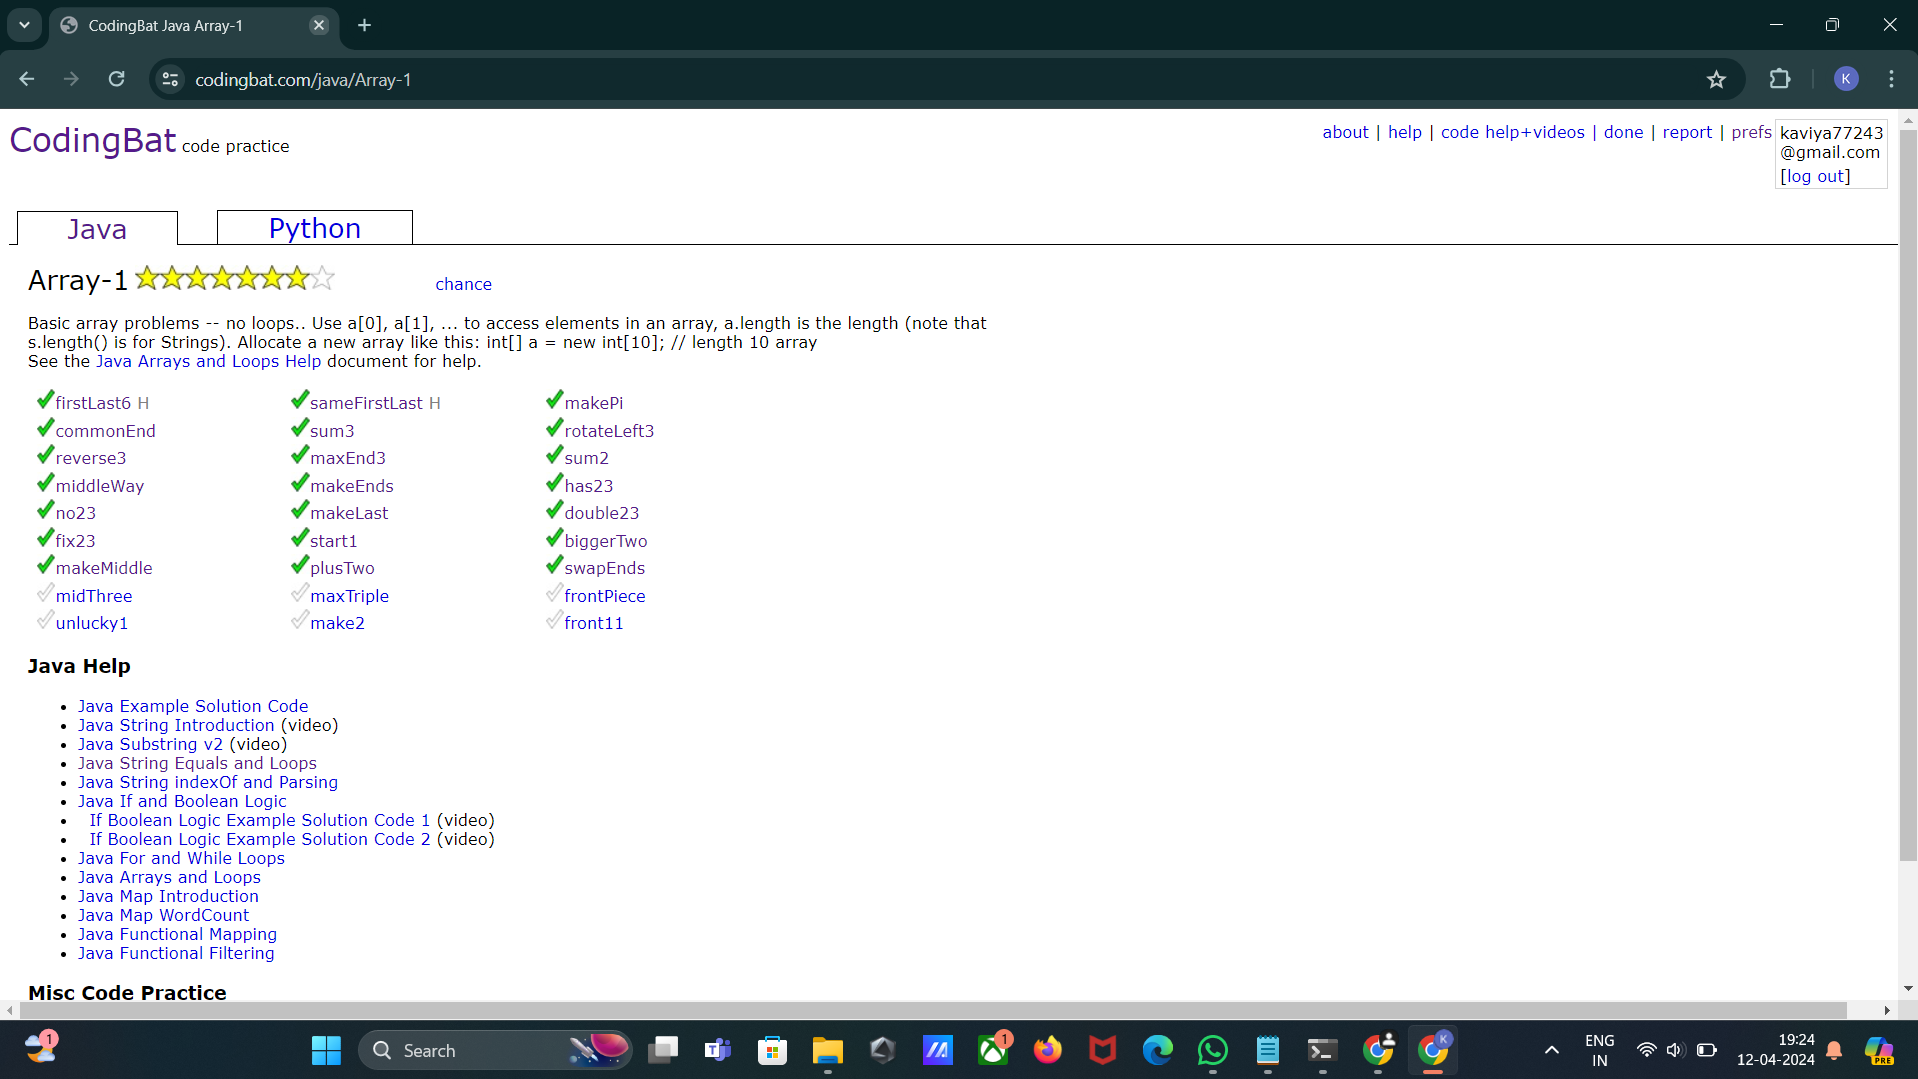 CodingBat Java Array-1
codingbat.com/java/Array-1
K
CodingBat code practice
about | help | code help+videos | done | report | prefs
kaviya77243
@gmail.com
[log out]
Java
Python
Array-1
chance
Basic array problems -- no loops.. Use a[0], a[1], ... to access elements in an array, a.length is the length (note that
s.length() is for Strings). Allocate a new array like this: int[] a = new int[10]; // length 10 array
See the Java Arrays and Loops Help document for help.
firstLast6 H sameFirstLast H makePi
commonEnd sum3 rotateLeft3
reverse3 maxEnd3 sum2
middleWay makeEnds has23
no23 makeLast double23
fix23 start1 biggerTwo
makeMiddle plusTwo swapEnds
midThree maxTriple frontPiece
unlucky1 make2 front11
Java Help
• Java Example Solution Code
• Java String Introduction (video)
• Java Substring v2 (video)
• Java String Equals and Loops
• Java String indexOf and Parsing
• Java If and Boolean Logic
• If Boolean Logic Example Solution Code 1 (video)
• If Boolean Logic Example Solution Code 2 (video)
• Java For and While Loops
• Java Arrays and Loops
• Java Map Introduction
• Java Map WordCount
• Java Functional Mapping
• Java Functional Filtering
Misc Code Practice
1
Search
1
K
ENG
IN
19:24
12-04-2024
PRE